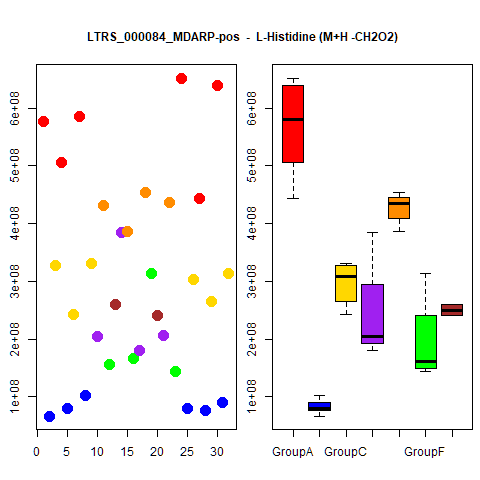 LTRS_000084_MDARP-pos - L-Histidine (M+H -CH2O2)
6e+08
5e+08
4e+08
3e+08
2e+08
1e+08
0 5 10 15 20 25 30
6e+08
5e+08
4e+08
3e+08
2e+08
1e+08
GroupA GroupC GroupF